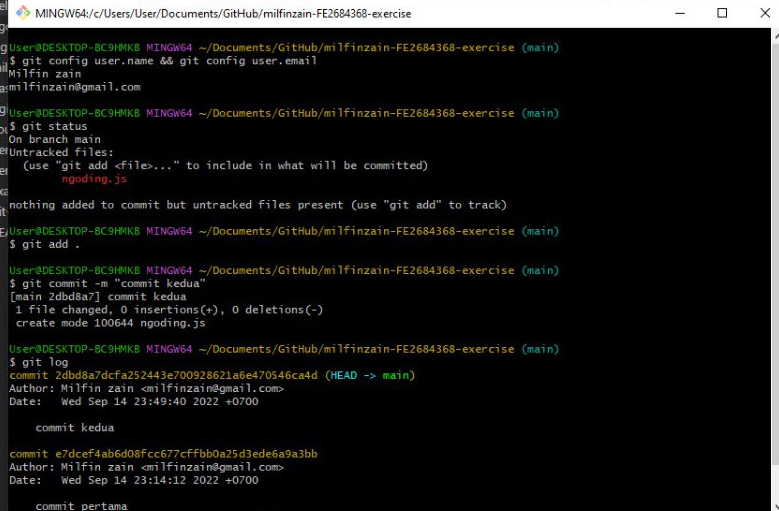 MINGW64:/c/Users/User/Documents/GitHub/milfinzain-FE2684368-exercise
User@DESKTOP-BC9HMKB MINGW64 ~/Documents/GitHub/milfinzain-FE2684368-exercise (main)
$ git config user.name && git config user.email
Milfin zain
milfinzain@gmail.com
User@DESKTOP-BC9HMKB MINGW64 ~/Documents/GitHub/milfinzain-FE2684368-exercise (main)
$ git status
On branch main
Untracked files:
  (use "git add <file>..." to include in what will be committed)
        ngoding.js
nothing added to commit but untracked files present (use "git add" to track)
User@DESKTOP-BC9HMKB MINGW64 ~/Documents/GitHub/milfinzain-FE2684368-exercise (main)
$ git add .
User@DESKTOP-BC9HMKB MINGW64 ~/Documents/GitHub/milfinzain-FE2684368-exercise (main)
$ git commit -m "commit kedua"
[main 2dbd8a7] commit kedua
 1 file changed, 0 insertions(+), 0 deletions(-)
 create mode 100644 ngoding.js
User@DESKTOP-BC9HMKB MINGW64 ~/Documents/GitHub/milfinzain-FE2684368-exercise (main)
$ git log
commit 2dbd8a7dcfa252443e700928621a6e470546ca4d (HEAD -> main)
Author: Milfin zain <milfinzain@gmail.com>
Date:   Wed Sep 14 23:49:40 2022 +0700
    commit kedua
commit e7dcef4ab6d08fcc677cffbb0a25d3ede6a9a3bb
Author: Milfin zain <milfinzain@gmail.com>
Date:   Wed Sep 14 23:14:12 2022 +0700
    commit pertama